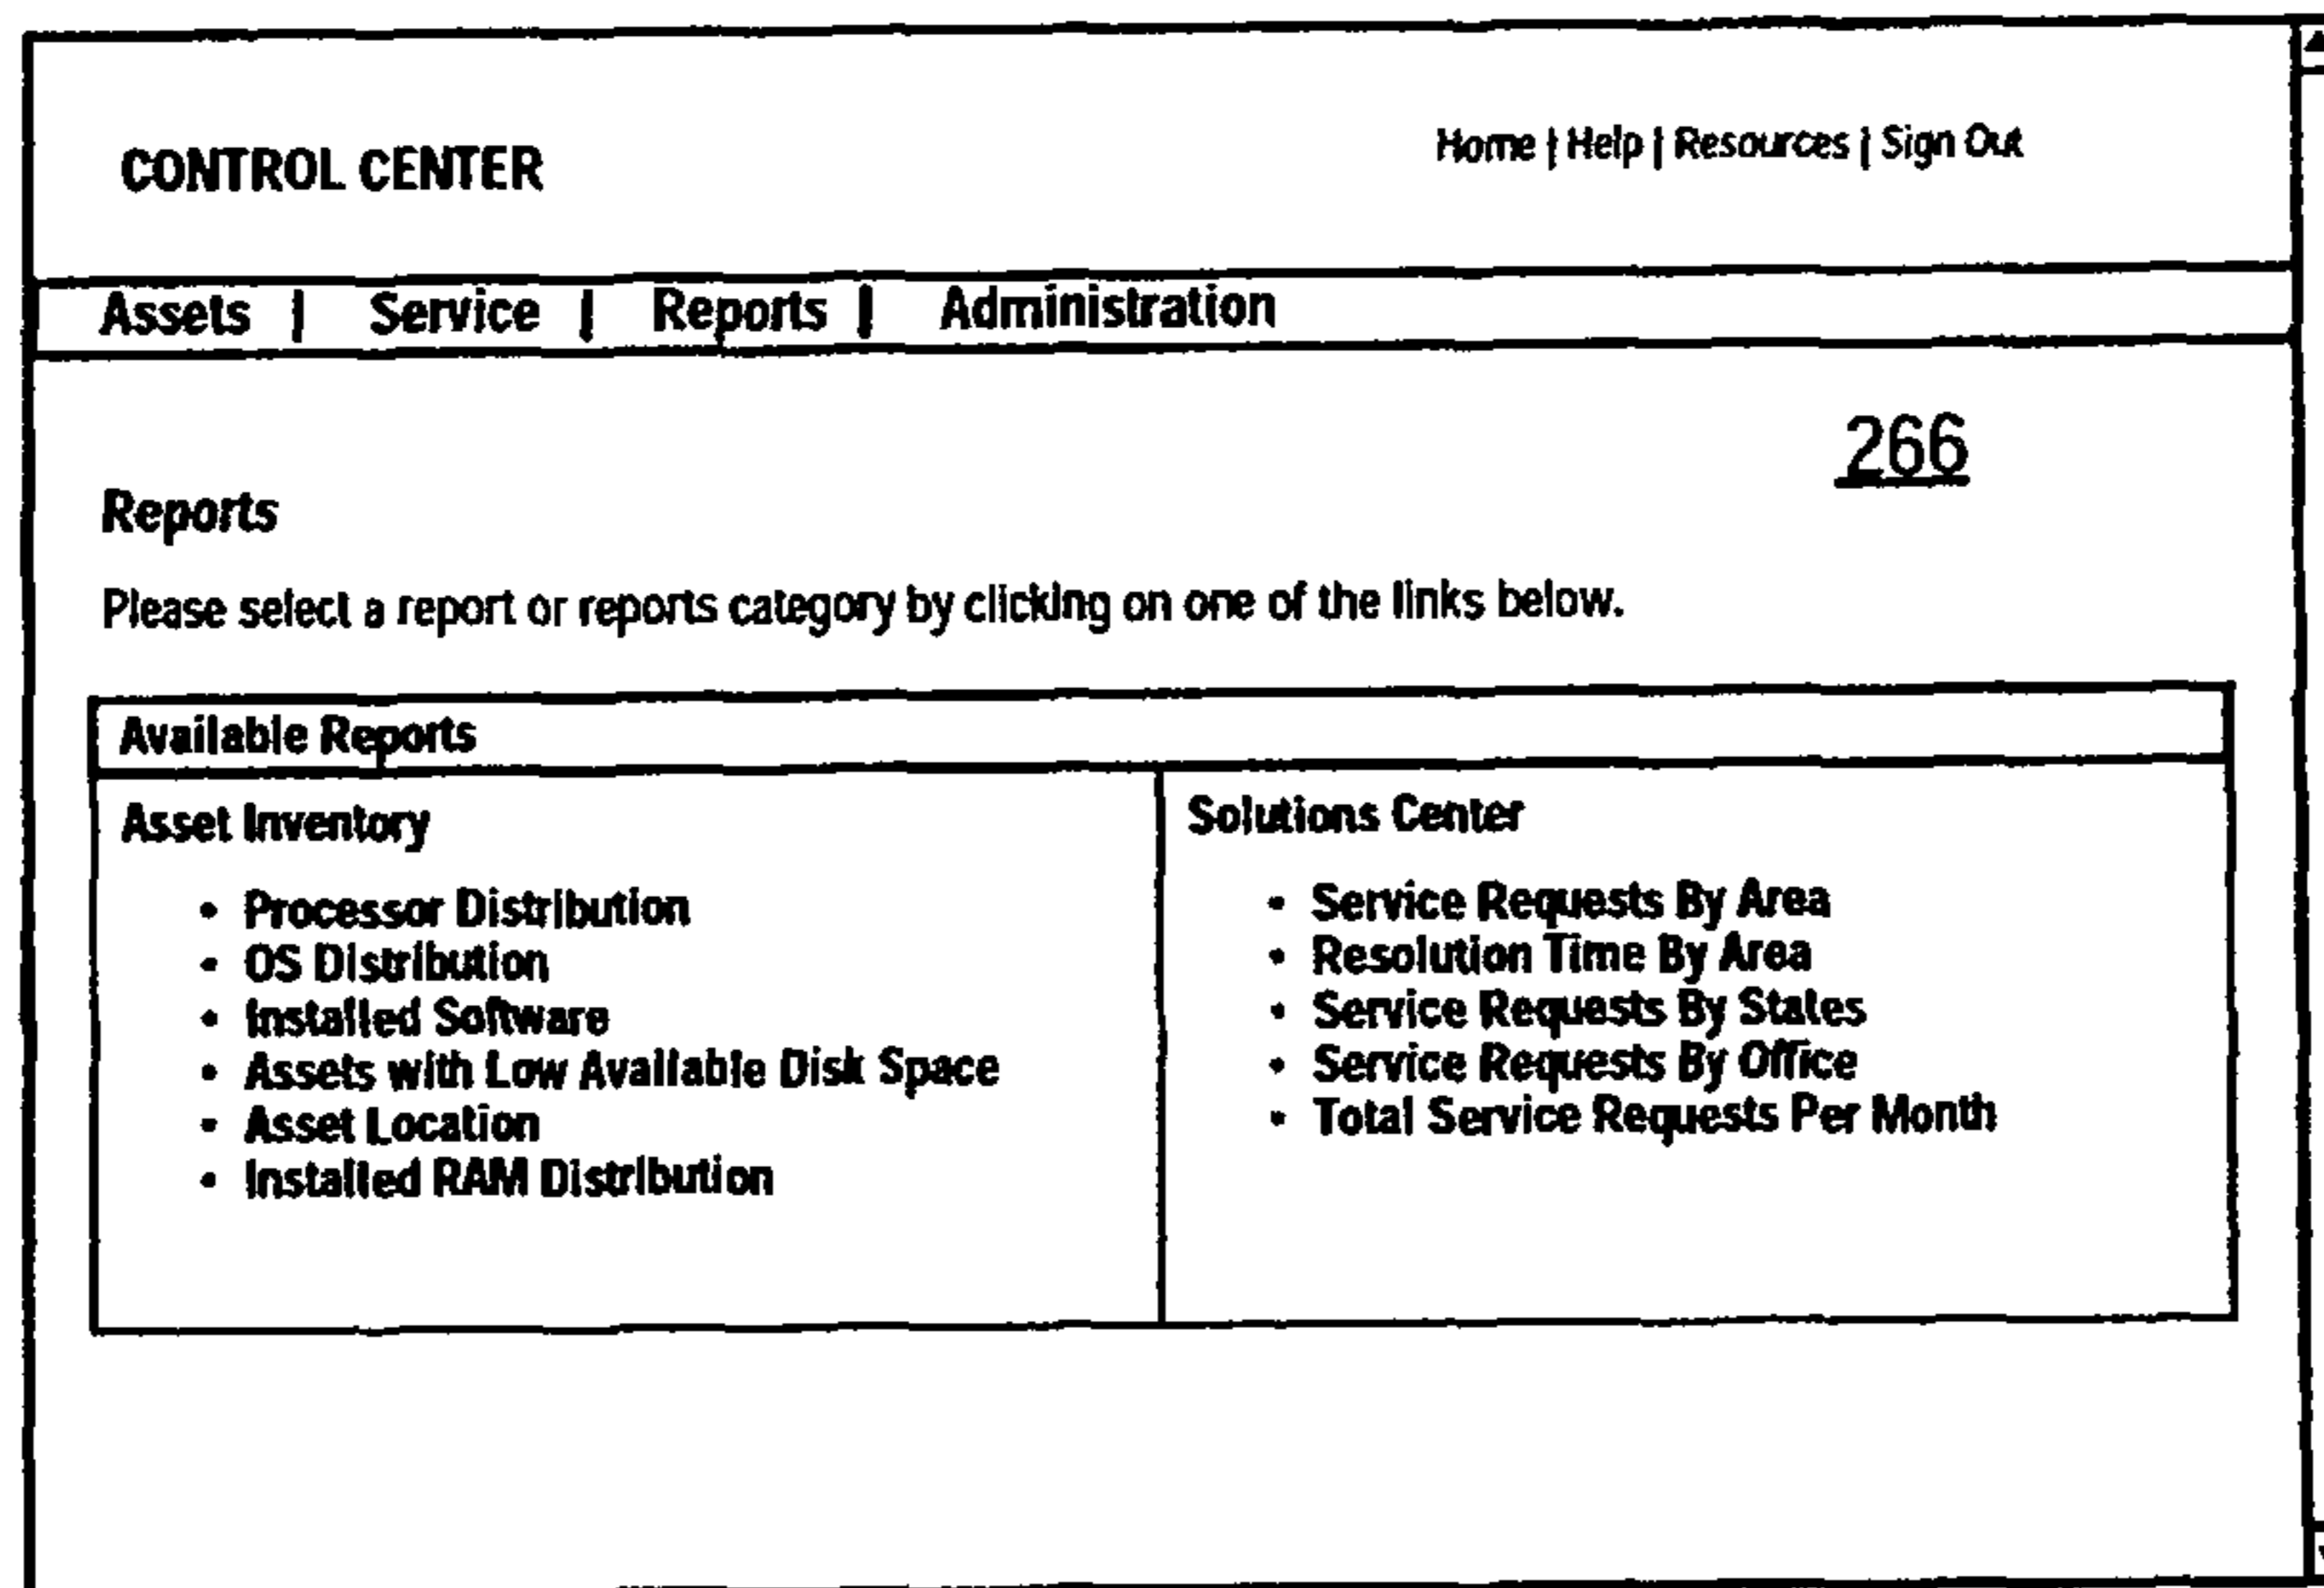 CONTROL CENTER
Home | Help | Resources | Sign Out
Assets | Service | Reports | Administration
266
Reports
Please select a report or reports category by clicking on one of the links below.
Available Reports
Asset Inventory
• Processor Distribution
• OS Distribution
• Installed Software
• Assets with Low Available Disk Space
• Asset Location
• Installed RAM Distribution
Solutions Center
• Service Requests By Area
• Resolution Time By Area
• Service Requests By States
• Service Requests By Office
• Total Service Requests Per Month